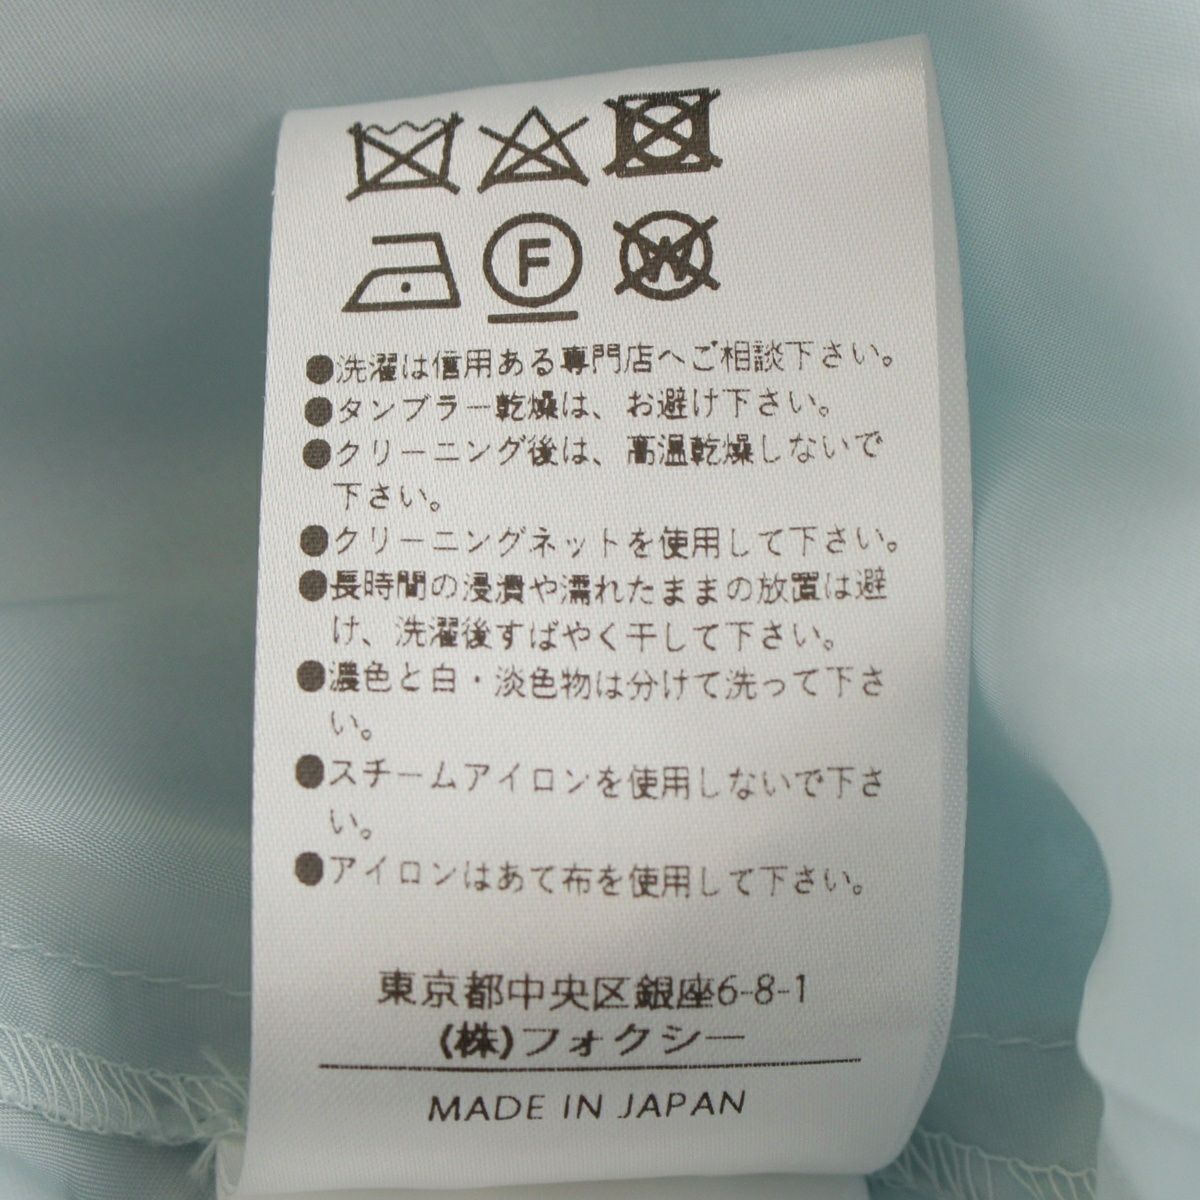 F W
●洗濯は信用ある専門店へご相談下さい。
●タンブラー乾燥は、お避け下さい。
●クリーニング後は、高温乾燥しないで
下さい。
●クリーニングネットを使用して下さい。
●長時間の浸漬や濡れたままの放置は避
け、洗濯後すばやく干して下さい。
●濃色と白・淡色物は分けて洗って下さ
い。
●スチームアイロンを使用しないで下さ
い。
●アイロンはあて布を使用して下さい。
東京都中央区銀座6-8-1
(株)フォクシー
MADE IN JAPAN